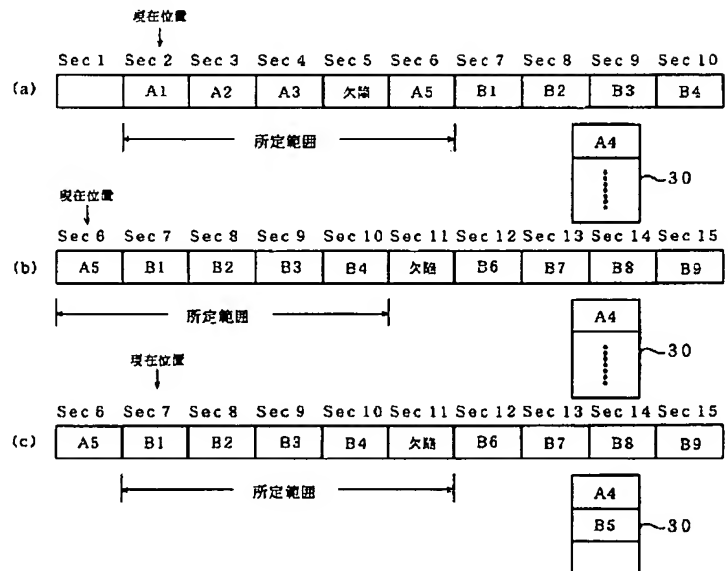 現在位置
Sec 1 Sec 2 Sec 3 Sec 4 Sec 5 Sec 6 Sec 7 Sec 8 Sec 9 Sec 10
(a) A1 A2 A3 欠陥 A5 B1 B2 B3 B4
所定範囲
A4
30
現在位置
Sec 6 Sec 7 Sec 8 Sec 9 Sec 10 Sec 11 Sec 12 Sec 13 Sec 14 Sec 15
(b) A5 B1 B2 B3 B4 欠陥 B6 B7 B8 B9
所定範囲
A4
30
現在位置
Sec 6 Sec 7 Sec 8 Sec 9 Sec 10 Sec 11 Sec 12 Sec 13 Sec 14 Sec 15
(c) A5 B1 B2 B3 B4 欠陥 B6 B7 B8 B9
所定範囲
A4
B5
30